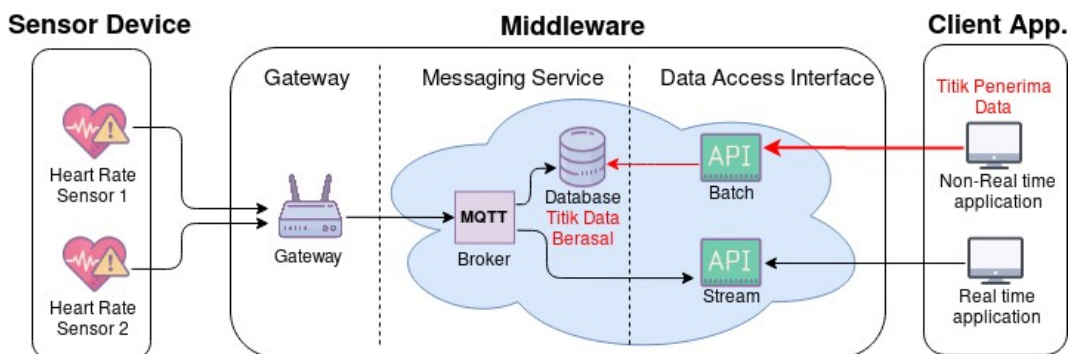 Sensor Device
Middleware
Client App.
Gateway
Messaging Service
Data Access Interface
Heart Rate
Sensor 1
Heart Rate
Sensor 2
Gateway
MQTT
Broker
Database
Titik Data
Berasal
API
Batch
API
Stream
Titik Penerima
Data
Non-Real time
application
Real time
application